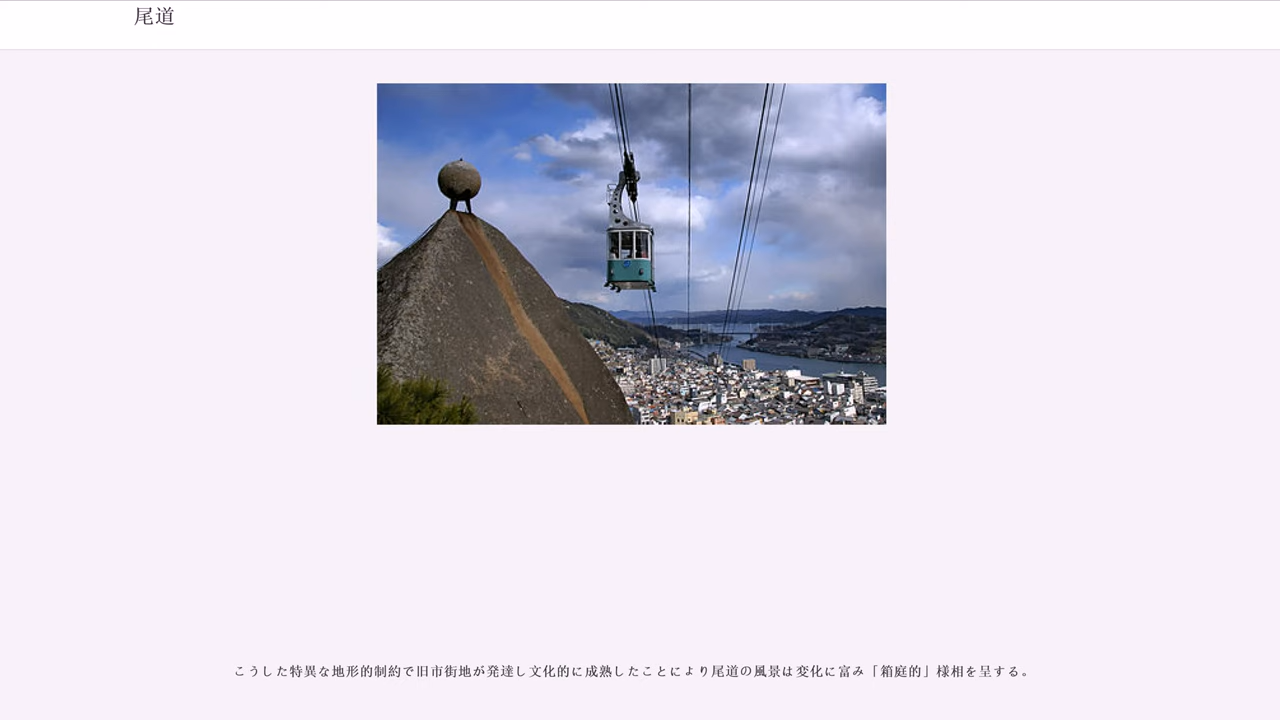 尾道
こうした特異な地形的制約で旧市街地が発達し文化的に成熟したことにより尾道の風景は変化に富み「箱庭的」様相を呈する。